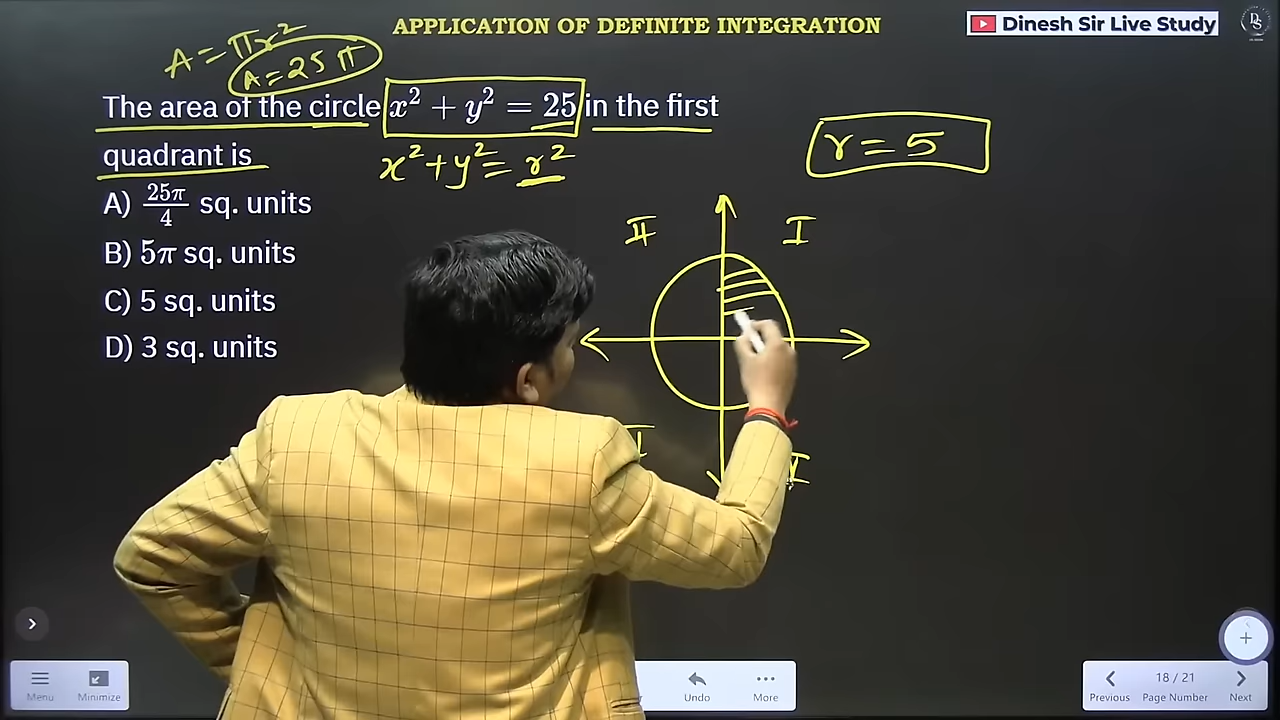 APPLICATION OF DEFINITE INTEGRATION
Dinesh Sir Live Study
DS
A = πr²
A = 25π
The area of the circle x² + y² = 25 in the first
quadrant is
x² + y² = r²
r = 5
A) 25π/4 sq. units
B) 5π sq. units
C) 5 sq. units
D) 3 sq. units
II
I
Menu
Minimize
Undo
More
18 / 21
Previous
Page Number
Next